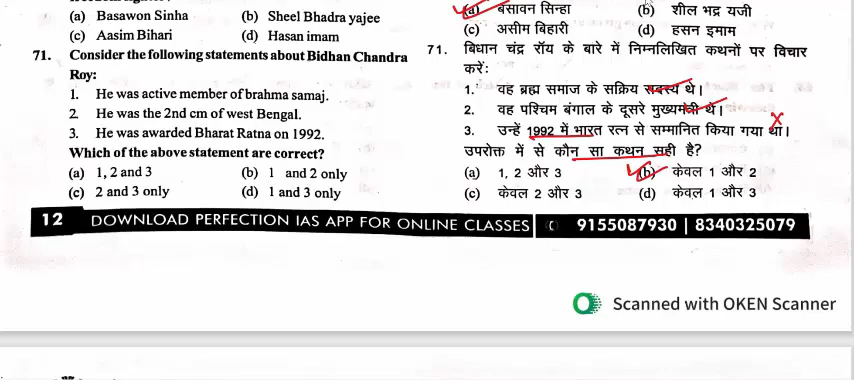 (a) Basawon Sinha (b) Sheel Bhadra yajee
(c) Aasim Bihari (d) Hasan imam
71. Consider the following statements about Bidhan Chandra
Roy:
1. He was active member of brahma samaj.
2. He was the 2nd cm of west Bengal.
3. He was awarded Bharat Ratna on 1992.
Which of the above statement are correct?
(a) 1, 2 and 3 (b) 1 and 2 only
(c) 2 and 3 only (d) 1 and 3 only
(a) बसावन सिन्हा (b) शील भद्र यजी
(c) असीम बिहारी (d) हसन इमाम
71. बिधान चंद्र रॉय के बारे में निम्नलिखित कथनों पर विचार
करें:
1. वह ब्रह्म समाज के सक्रिय सदस्य थे।
2. वह पश्चिम बंगाल के दूसरे मुख्यमंत्री थे।
3. उन्हें 1992 में भारत रत्न से सम्मानित किया गया था।
उपरोक्त में से कौन सा कथन सही है?
(a) 1, 2 और 3 (b) केवल 1 और 2
(c) केवल 2 और 3 (d) केवल 1 और 3
12 DOWNLOAD PERFECTION IAS APP FOR ONLINE CLASSES 9155087930 | 8340325079
Scanned with OKEN Scanner